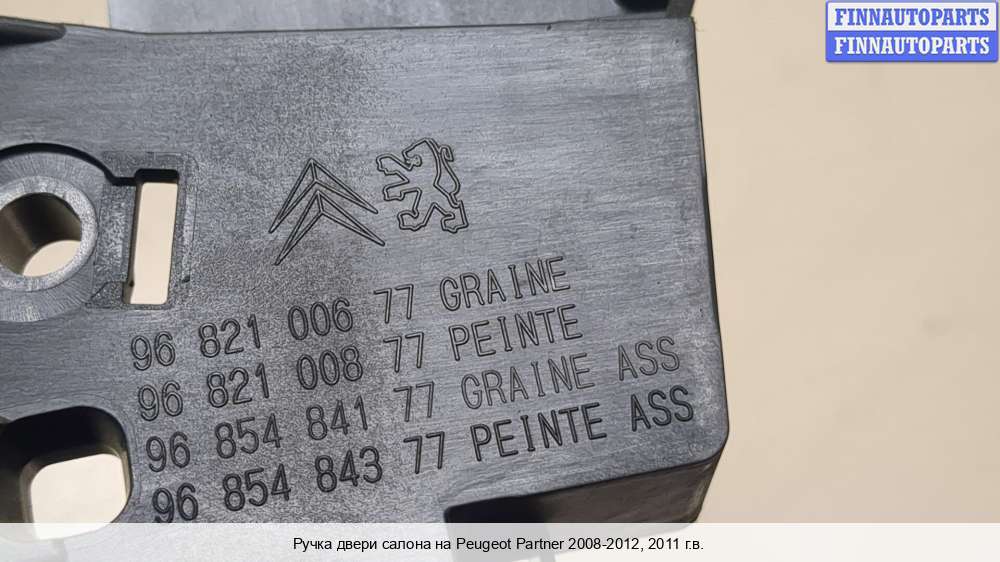 FINNAUTOPARTS
FINNAUTOPARTS
96 821 006 77 GRAINE
96 821 008 77 PEINTE
96 854 841 77 GRAINE ASS
96 854 843 77 PEINTE ASS
Ручка двери салона на Peugeot Partner 2008-2012, 2011 г.в.